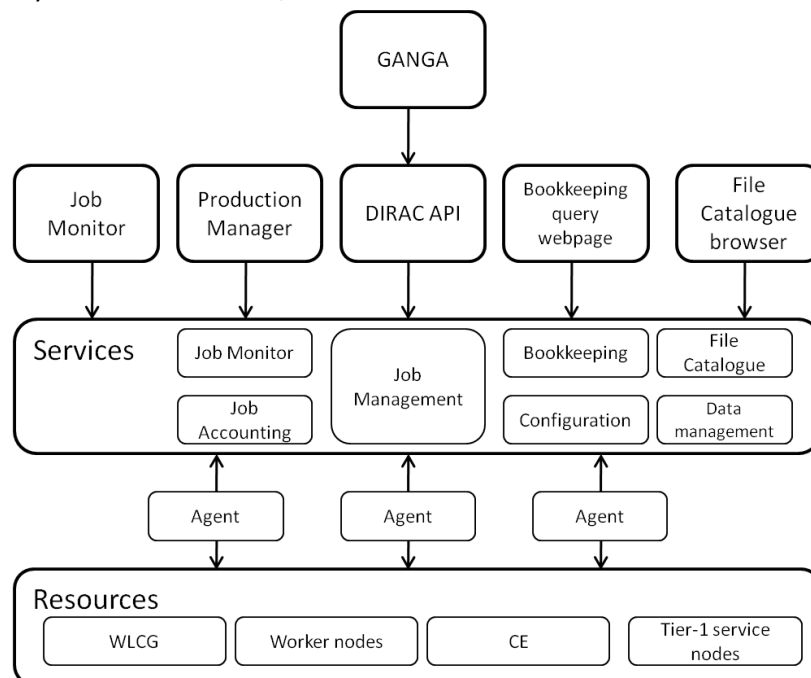 GANGA
Job
Monitor
Production
Manager
DIRAC API
Bookkeeping
query
webpage
File
Catalogue
browser
Services
Job Monitor
Job
Accounting
Job
Management
Bookkeeping
Configuration
File
Catalogue
Data
management
Agent
Agent
Agent
Resources
WLCG
Worker nodes
CE
Tier-1 service
nodes